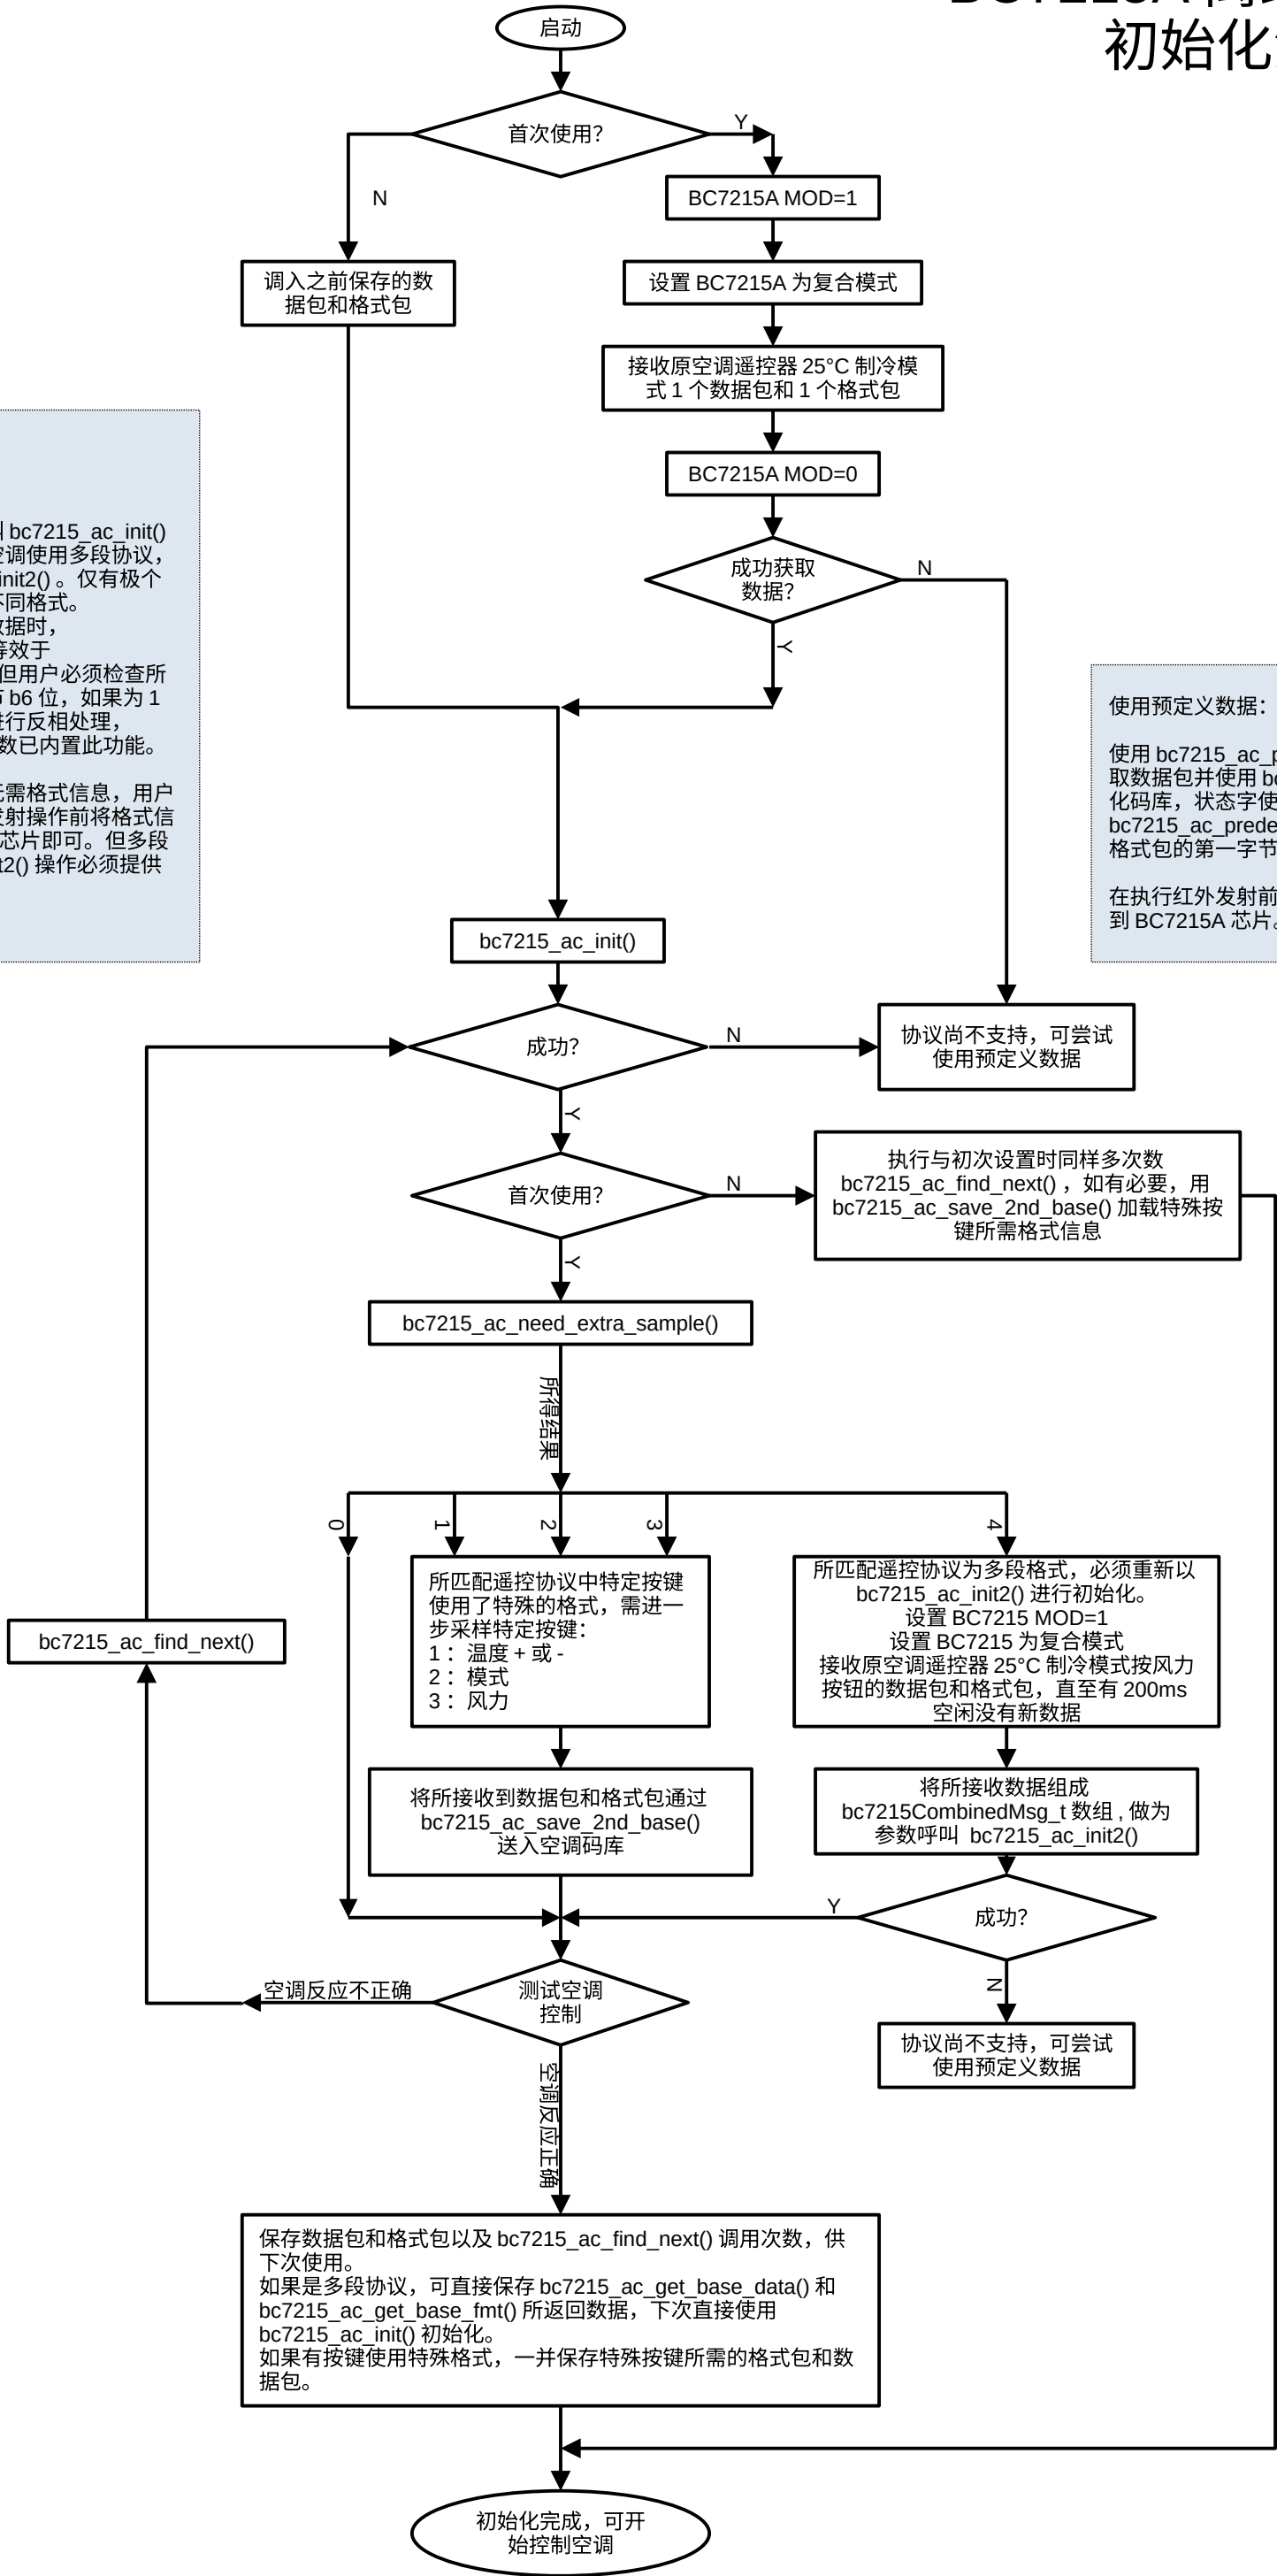 初始化
启动
首次使用？
Y
N
BC7215A MOD=1
调入之前保存的数
据包和格式包
设置 BC7215A 为复合模式
接收原空调遥控器 25°C 制冷模
式 1 个数据包和 1 个格式包
BC7215A MOD=0
成功获取
数据？
N
Y
bc7215_ac_init()
调使用多段协议，
init2() 。仅有极个
不同格式。
据时，
等效于
但用户必须检查所
b6 位，如果为 1
进行反相处理，
数已内置此功能。
无需格式信息，用户
发射操作前将格式信
芯片即可。但多段
t2() 操作必须提供
使用预定义数据：
使用 bc7215_ac_p
取数据包并使用 bc
化码库，状态字使
bc7215_ac_prede
格式包的第一字节
在执行红外发射前
到 BC7215A 芯片。
bc7215_ac_init()
成功？
N
协议尚不支持，可尝试
使用预定义数据
Y
首次使用？
N
执行与初次设置时同样多次数
bc7215_ac_find_next() ，如有必要，用
bc7215_ac_save_2nd_base() 加载特殊按
键所需格式信息
Y
bc7215_ac_need_extra_sample()
所得结果
0
1
2
3
4
所匹配遥控协议中特定按键
使用了特殊的格式，需进一
步采样特定按键：
1 ：温度 + 或 -
2 ：模式
3 ：风力
所匹配遥控协议为多段格式，必须重新以
bc7215_ac_init2() 进行初始化。
设置 BC7215 MOD=1
设置 BC7215 为复合模式
接收原空调遥控器 25°C 制冷模式按风力
按钮的数据包和格式包，直至有 200ms
空闲没有新数据
bc7215_ac_find_next()
将所接收到数据包和格式包通过
bc7215_ac_save_2nd_base()
送入空调码库
将所接收数据组成
bc7215CombinedMsg_t 数组 , 做为
参数呼叫 bc7215_ac_init2()
Y
成功？
空调反应不正确
测试空调
控制
N
协议尚不支持，可尝试
使用预定义数据
空调反应正确
保存数据包和格式包以及 bc7215_ac_find_next() 调用次数，供
下次使用。
如果是多段协议，可直接保存 bc7215_ac_get_base_data() 和
bc7215_ac_get_base_fmt() 所返回数据，下次直接使用
bc7215_ac_init() 初始化。
如果有按键使用特殊格式，一并保存特殊按键所需的格式包和数
据包。
初始化完成，可开
始控制空调